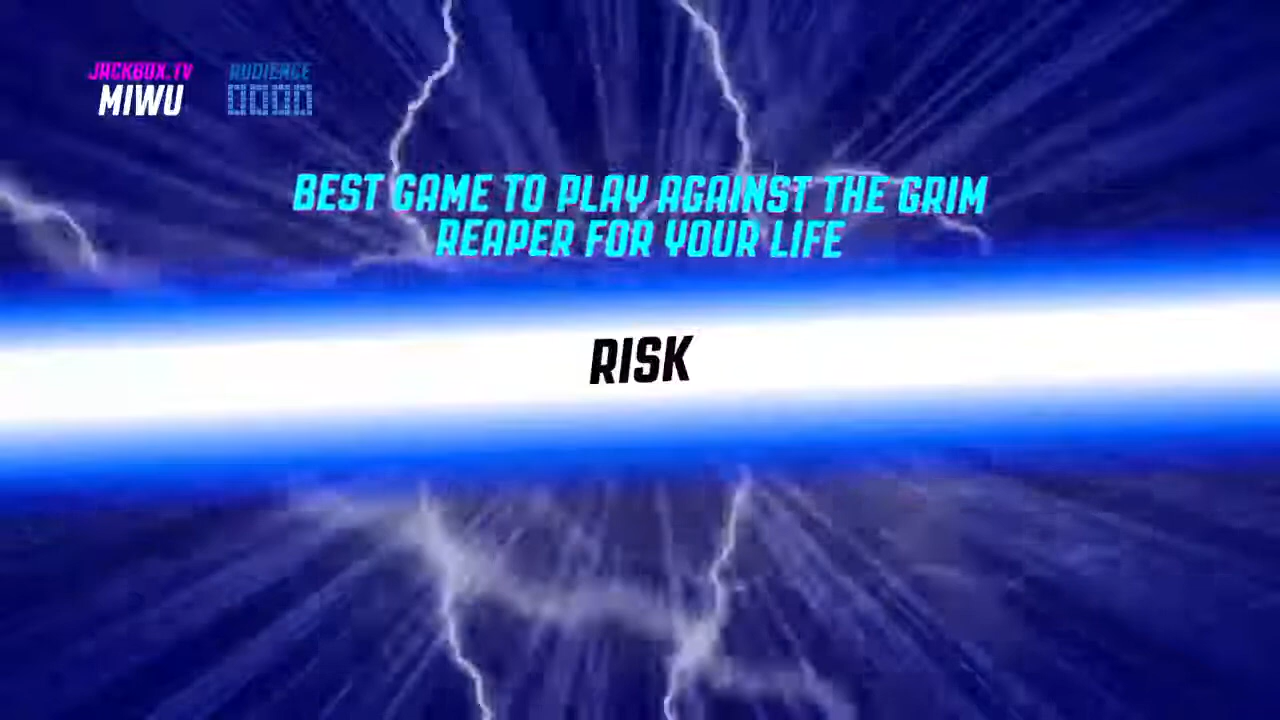 JACKBOX.TV
MIWU
AUDIENCE
BEST GAME TO PLAY AGAINST THE GRIM
REAPER FOR YOUR LIFE
RISK